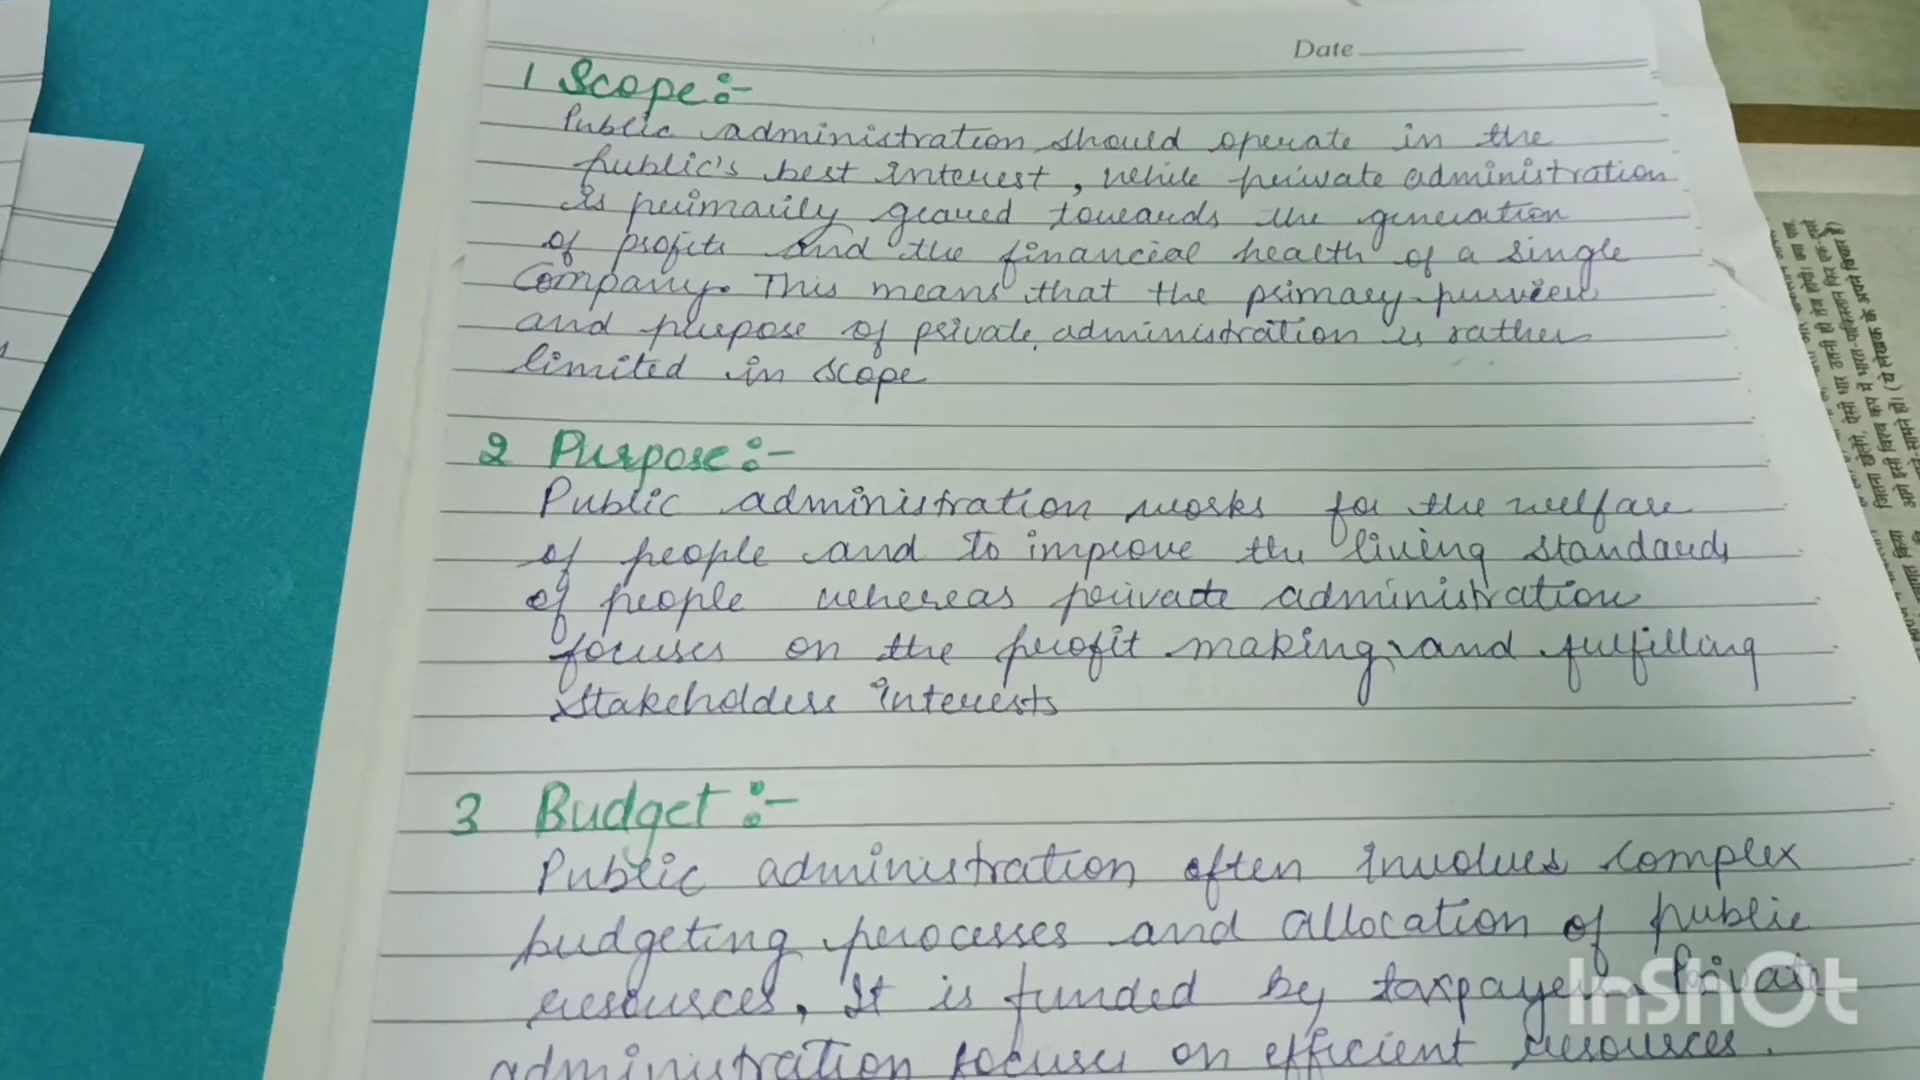 Date
1 Scope:-
Public administration should operate in the
public's best interest, while private administration
is primarily geared towards the generation
of profits and the financial health of a single
Company. This means that the primary purview
and purpose of private administration is rather
limited in scope
2 Purpose:-
Public administration works for the welfare
of people and to improve the living standards
of people whereas private administration
focuses on the profit making and fulfilling
stakeholders interests
3 Budget:-
Public administration often involves complex
budgeting processes and allocation of public
resources. It is funded by taxpayers. Private
administration focuses on efficient resources.
InShOt